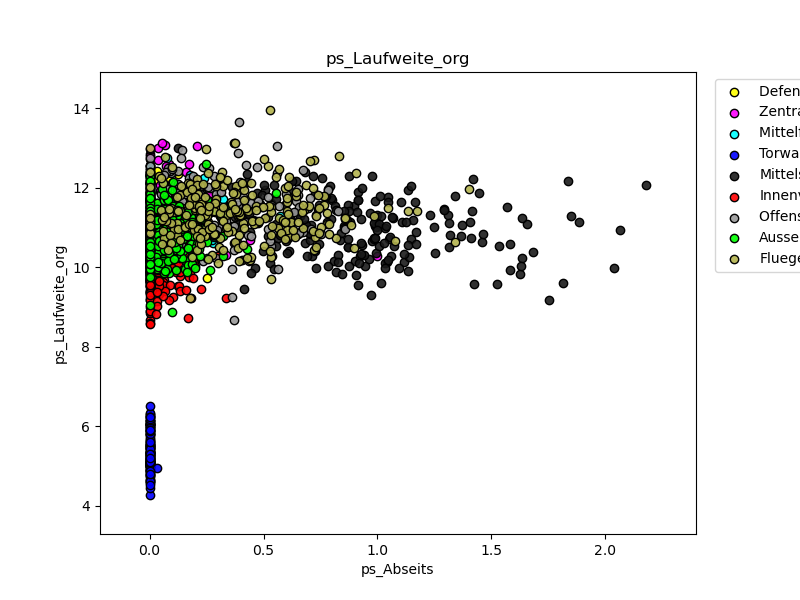 ps_Laufweite_org
ps_Laufweite_org
14
12
10
8
6
4
0.0
0.5
1.0
1.5
2.0
ps_Abseits
Defen
Zentra
Mittelf
Torwa
Mittels
Innenv
Offens
Ausse
Fluege